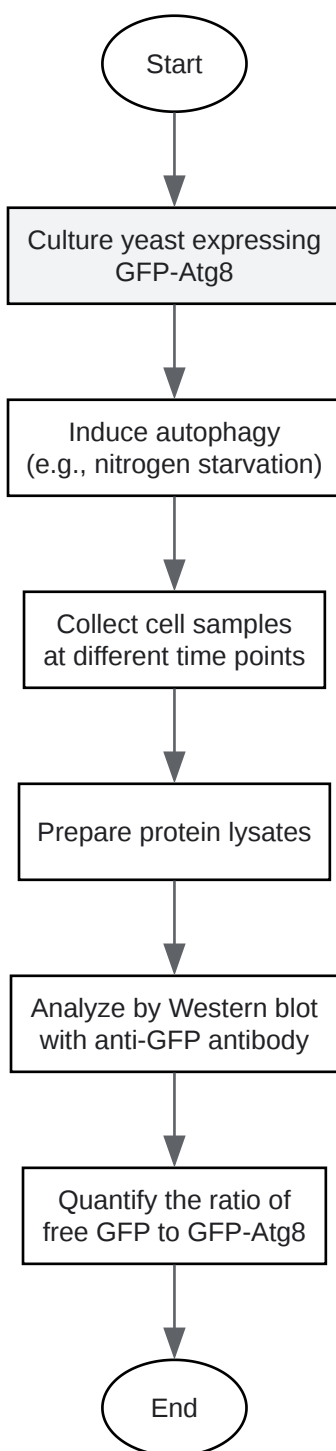 Start
Culture yeast expressing
GFP-Atg8
Induce autophagy
(e.g., nitrogen starvation)
Collect cell samples
at different time points
Prepare protein lysates
Analyze by Western blot
with anti-GFP antibody
Quantify the ratio of
free GFP to GFP-Atg8
End